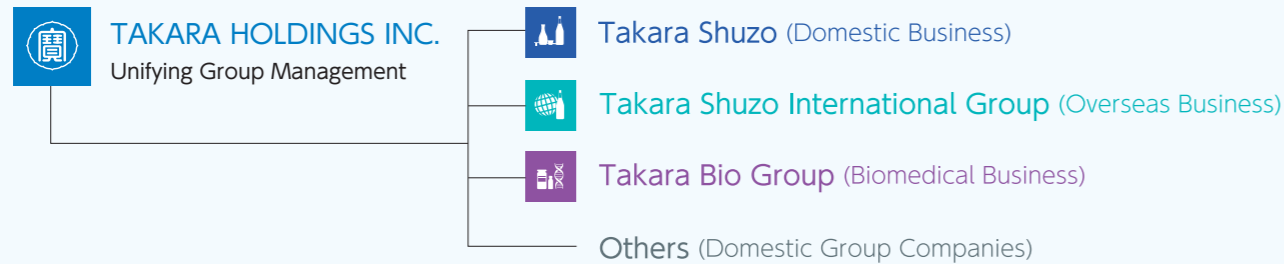 寳
TAKARA HOLDINGS INC.
Unifying Group Management
Takara Shuzo (Domestic Business)
Takara Shuzo International Group (Overseas Business)
Takara Bio Group (Biomedical Business)
Others (Domestic Group Companies)